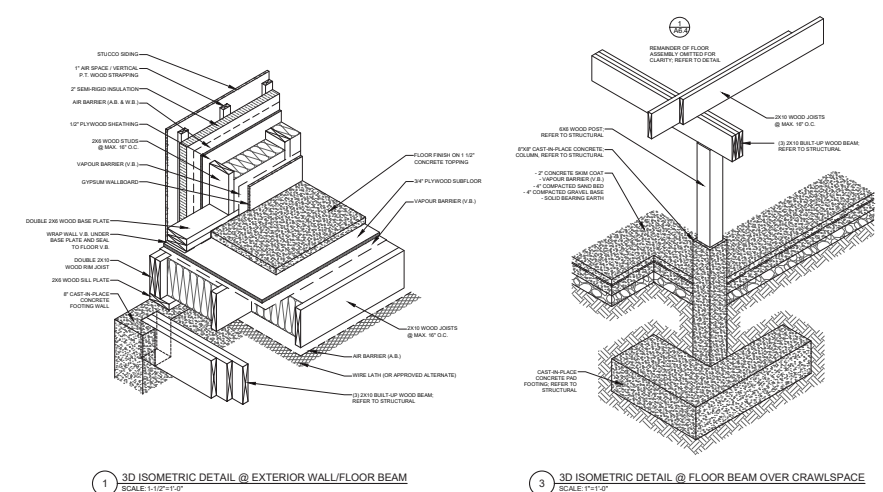 STUCCO SIDING
1" AIR SPACE / VERTICAL
P.T. WOOD STRAPPING
2" SEMI-RIGID INSULATION
AIR BARRIER (A.B. & W.B.)
1/2" PLYWOOD SHEATHING
2X6 WOOD STUDS
@ MAX. 16" O.C.
VAPOUR BARRIER (V.B.)
GYPSUM WALLBOARD
DOUBLE 2X6 WOOD BASE PLATE
WRAP WALL V.B. UNDER
BASE PLATE AND SEAL
TO FLOOR V.B.
DOUBLE 2X10
WOOD RIM JOIST
2X6 WOOD SILL PLATE
8" CAST-IN-PLACE
CONCRETE
FOOTING WALL
FLOOR FINISH ON 1 1/2"
CONCRETE TOPPING
3/4" PLYWOOD SUBFLOOR
VAPOUR BARRIER (V.B.)
2X10 WOOD JOISTS
@ MAX. 16" O.C.
AIR BARRIER (A.B.)
WIRE LATH (OR APPROVED ALTERNATE)
(3) 2X10 BUILT-UP WOOD BEAM;
REFER TO STRUCTURAL
1
3D ISOMETRIC DETAIL @ EXTERIOR WALL/FLOOR BEAM
SCALE: 1-1/2"=1'-0"
1
A6.4
REMAINDER OF FLOOR
ASSEMBLY OMITTED FOR
CLARITY; REFER TO DETAIL
2X10 WOOD JOISTS
@ MAX. 16" O.C.
6X6 WOOD POST;
REFER TO STRUCTURAL
8"X8" CAST-IN-PLACE CONCRETE
COLUMN, REFER TO STRUCTURAL
(3) 2X10 BUILT-UP WOOD BEAM;
REFER TO STRUCTURAL
- 2" CONCRETE SKIM COAT
- VAPOUR BARRIER (V.B.)
- 4" COMPACTED SAND BED
- 4" COMPACTED GRAVEL BASE
- SOLID BEARING EARTH
CAST-IN-PLACE
CONCRETE PAD
FOOTING; REFER TO
STRUCTURAL
3
3D ISOMETRIC DETAIL @ FLOOR BEAM OVER CRAWLSPACE
SCALE: 1"=1'-0"